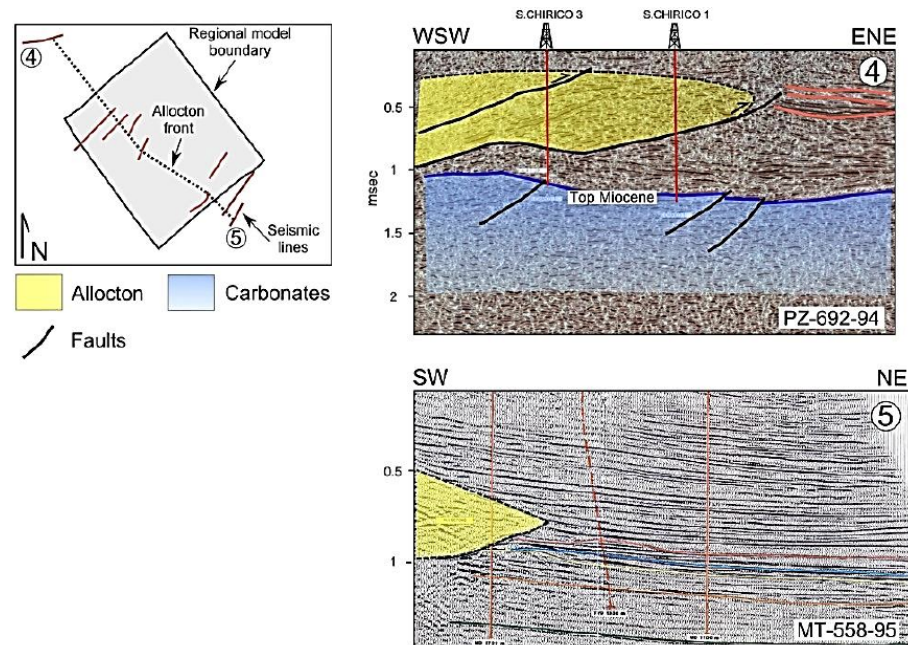 ④
Regional model
boundary
Allocton
front
N
⑤
Seismic
lines
Allocton
Carbonates
Faults
S.CHIRICO 3
S.CHIRICO 1
WSW
ENE
④
0.5
1
msec
Top Miocene
1.5
2
PZ-692-94
SW
NE
⑤
0.5
1
MT-558-95